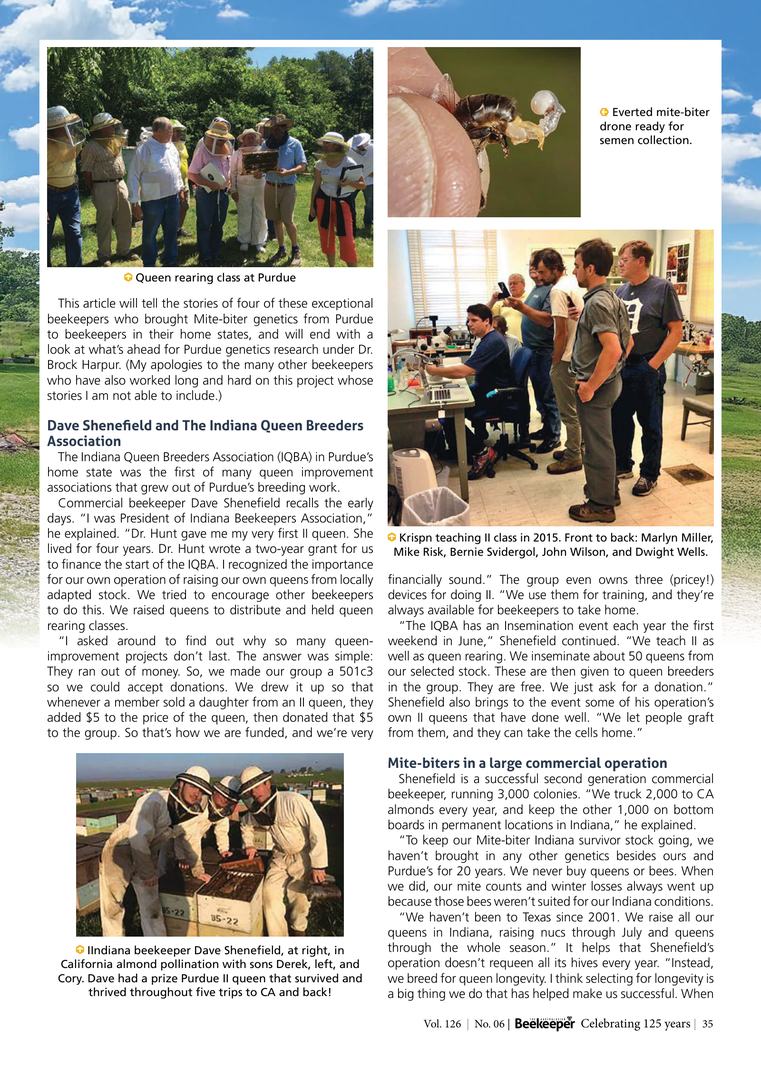 Queen rearing class at Purdue
This article will tell the stories of four of these exceptional
beekeepers who brought Mite-biter genetics from Purdue
to beekeepers in their home states, and will end with a
look at what's ahead for Purdue genetics research under Dr.
Brock Harpur. (My apologies to the many other beekeepers
who have also worked long and hard on this project whose
stories I am not able to include.)
Dave Shenefield and The Indiana Queen Breeders
Association
The Indiana Queen Breeders Association (IQBA) in Purdue's
home state was the first of many queen improvement
associations that grew out of Purdue's breeding work.
Commercial beekeeper Dave Shenefield recalls the early
days. “I was President of Indiana Beekeepers Association,”
he explained. “Dr. Hunt gave me my very first II queen. She
lived for four years. Dr. Hunt wrote a two-year grant for us
to finance the start of the IQBA. I recognized the importance
for our own operation of raising our own queens from locally
adapted stock. We tried to encourage other beekeepers
to do this. We raised queens to distribute and held queen
rearing classes.
“I asked around to find out why so many queen-
improvement projects don't last. The answer was simple:
They ran out of money. So, we made our group a 501c3
so we could accept donations. We drew it up so that
whenever a member sold a daughter from an II queen, they
added $5 to the price of the queen, then donated that $5
to the group. So that's how we are funded, and we're very
US-22
US-22
IIndiana beekeeper Dave Shenefield, at right, in
California almond pollination with sons Derek, left, and
Cory. Dave had a prize Purdue II queen that survived and
thrived throughout five trips to CA and back!
Everted mite-biter
drone ready for
semen collection.
Krispn teaching II class in 2015. Front to back: Marlyn Miller,
Mike Risk, Bernie Svidergol, John Wilson, and Dwight Wells.
financially sound.” The group even owns three (pricey!)
devices for doing II. “We use them for training, and they're
always available for beekeepers to take home.
“The IQBA has an Insemination event each year the first
weekend in June,” Shenefield continued. “We teach II as
well as queen rearing. We inseminate about 50 queens from
our selected stock. These are then given to queen breeders
in the group. They are free. We just ask for a donation.”
Shenefield also brings to the event some of his operation's
own II queens that have done well. “We let people graft
from them, and they can take the cells home.”
Mite-biters in a large commercial operation
Shenefield is a successful second generation commercial
beekeeper, running 3,000 colonies. “We truck 2,000 to CA
almonds every year, and keep the other 1,000 on bottom
boards in permanent locations in Indiana,” he explained.
“To keep our Mite-biter Indiana survivor stock going, we
haven't brought in any other genetics besides ours and
Purdue's for 20 years. We never buy queens or bees. When
we did, our mite counts and winter losses always went up
because those bees weren't suited for our Indiana conditions.
“We haven't been to Texas since 2001. We raise all our
queens in Indiana, raising nucs through July and queens
through the whole season.” It helps that Shenefield's
operation doesn't requeen all its hives every year. “Instead,
we breed for queen longevity. I think selecting for longevity is
a big thing we do that has helped make us successful. When
Vol. 126 | No. 06 | Beekeeper Celebrating 125 years | 35